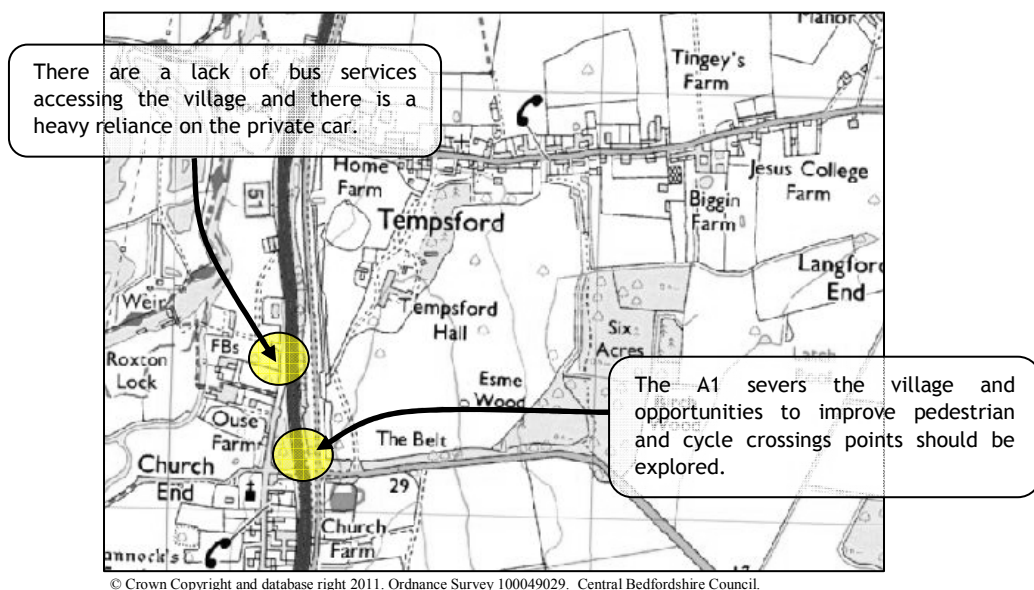 There are a lack of bus services
accessing the village and there is a
heavy reliance on the private car.
Manor
Tingey's
Farm
Home
Farm
Jesus College
Farm
51
Tempsford
Biggin
Farm
Langford
End
Weir
Tempsford
Hall
Six
Acres
FBs
Roxton
Lock
Esme
Wood
The A1 severs the village and
opportunities to improve pedestrian
and cycle crossings points should be
explored.
Ouse
Farm
The Belt
Church
End
29
Church
Farm
annock's
© Crown Copyright and database right 2011. Ordnance Survey 100049029. Central Bedfordshire Council.